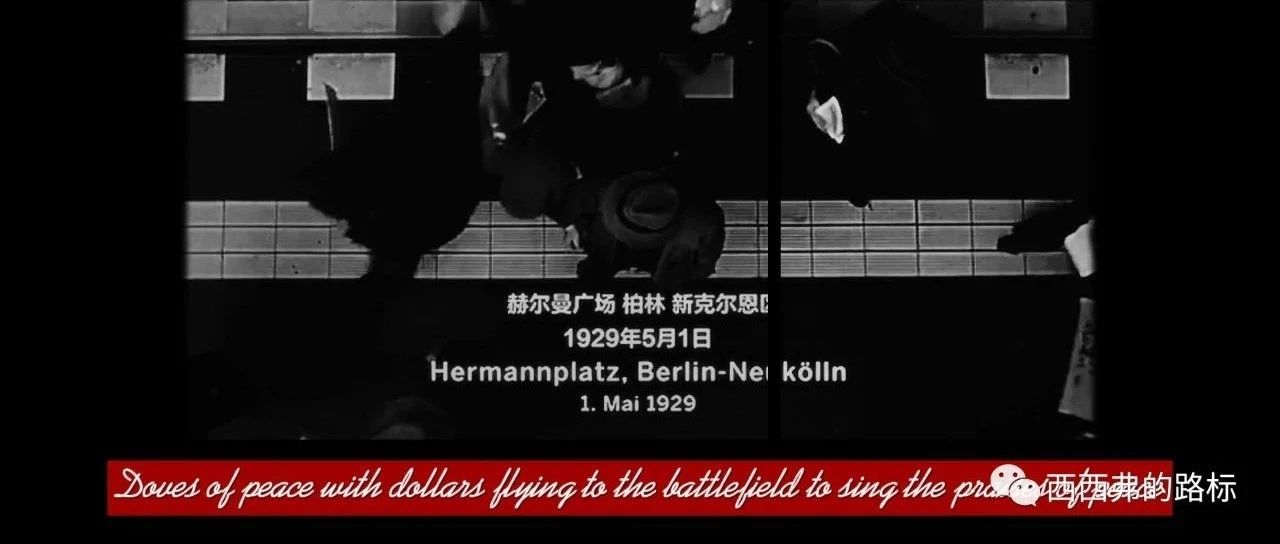 赫尔曼广场 柏林 新克尔恩区
1929年5月1日
Hermannplatz, Berlin-Neukölln
1. Mai 1929
Doves of peace with dollars flying to the battlefield to sing the
西西弗的路标